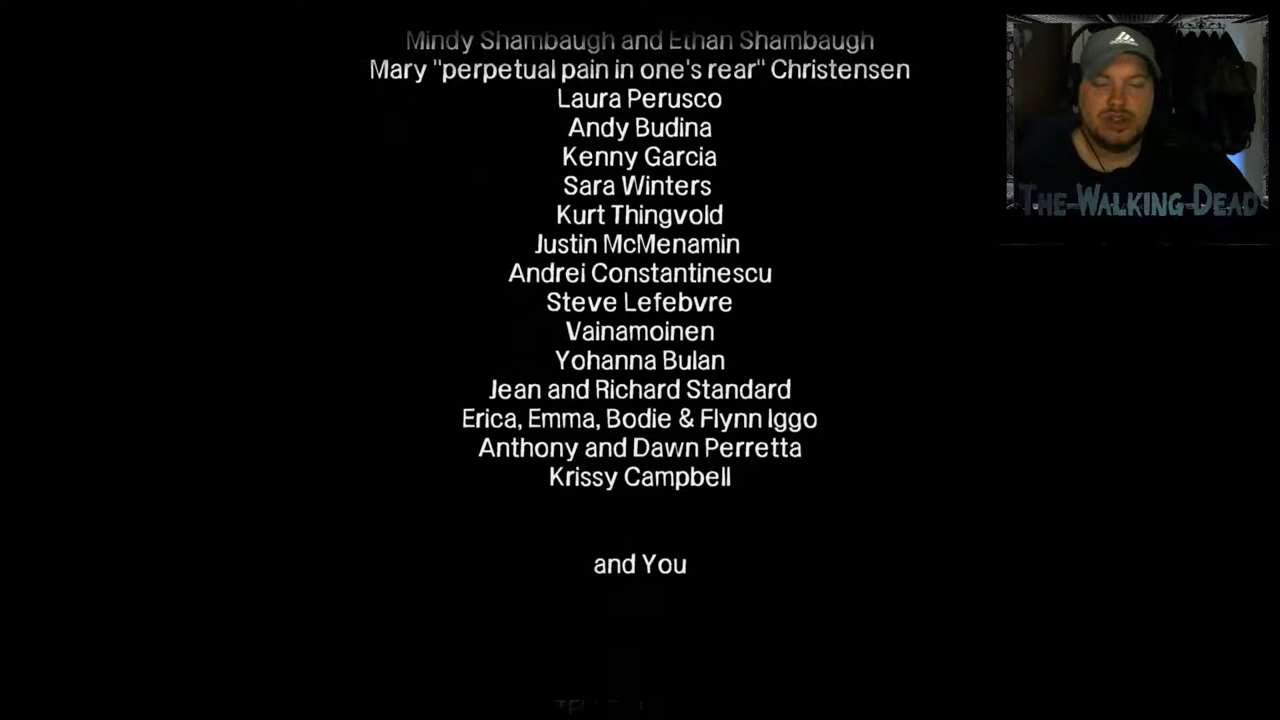 Mindy Shambaugh and Ethan Shambaugh
Mary "perpetual pain in one's rear" Christensen
Laura Perusco
Andy Budina
Kenny Garcia
Sara Winters
Kurt Thingvold
Justin McMenamin
Andrei Constantinescu
Steve Lefebvre
Vainamoinen
Yohanna Bulan
Jean and Richard Standard
Erica, Emma, Bodie & Flynn Iggo
Anthony and Dawn Perretta
Krissy Campbell
and You
THE WALKING DEAD